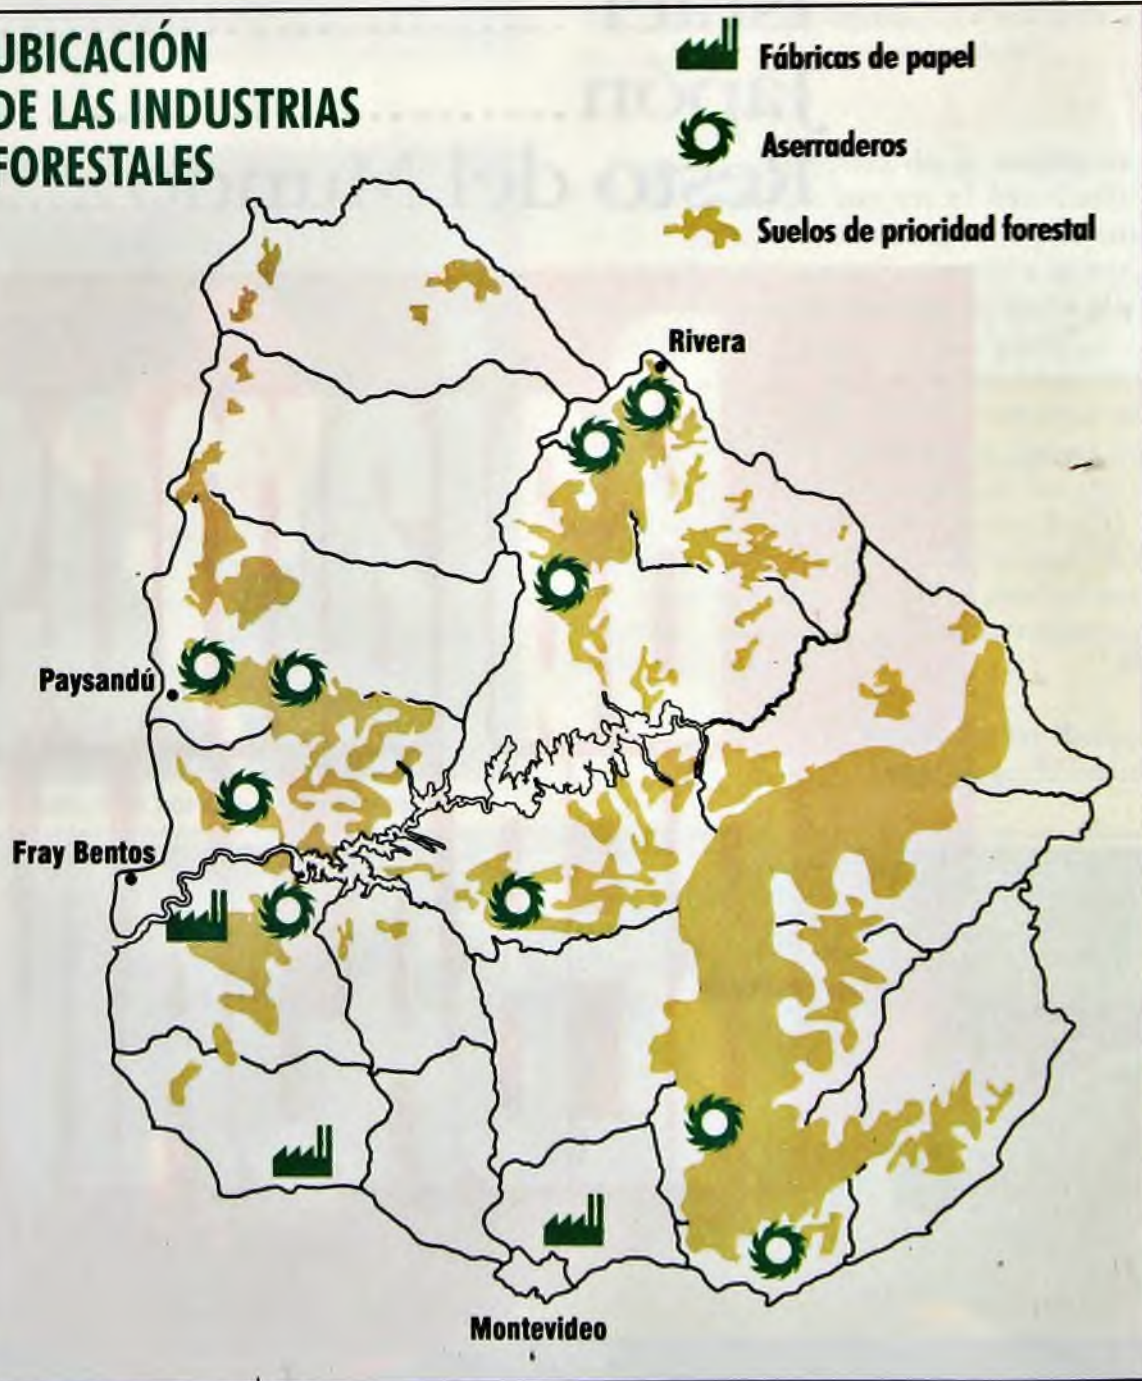 UBICACIÓN
DE LAS INDUSTRIAS
FORESTALES
Fábricas de papel
Aserraderos
Suelos de prioridad forestal
Rivera
Paysandú
Fray Bentos
Montevideo